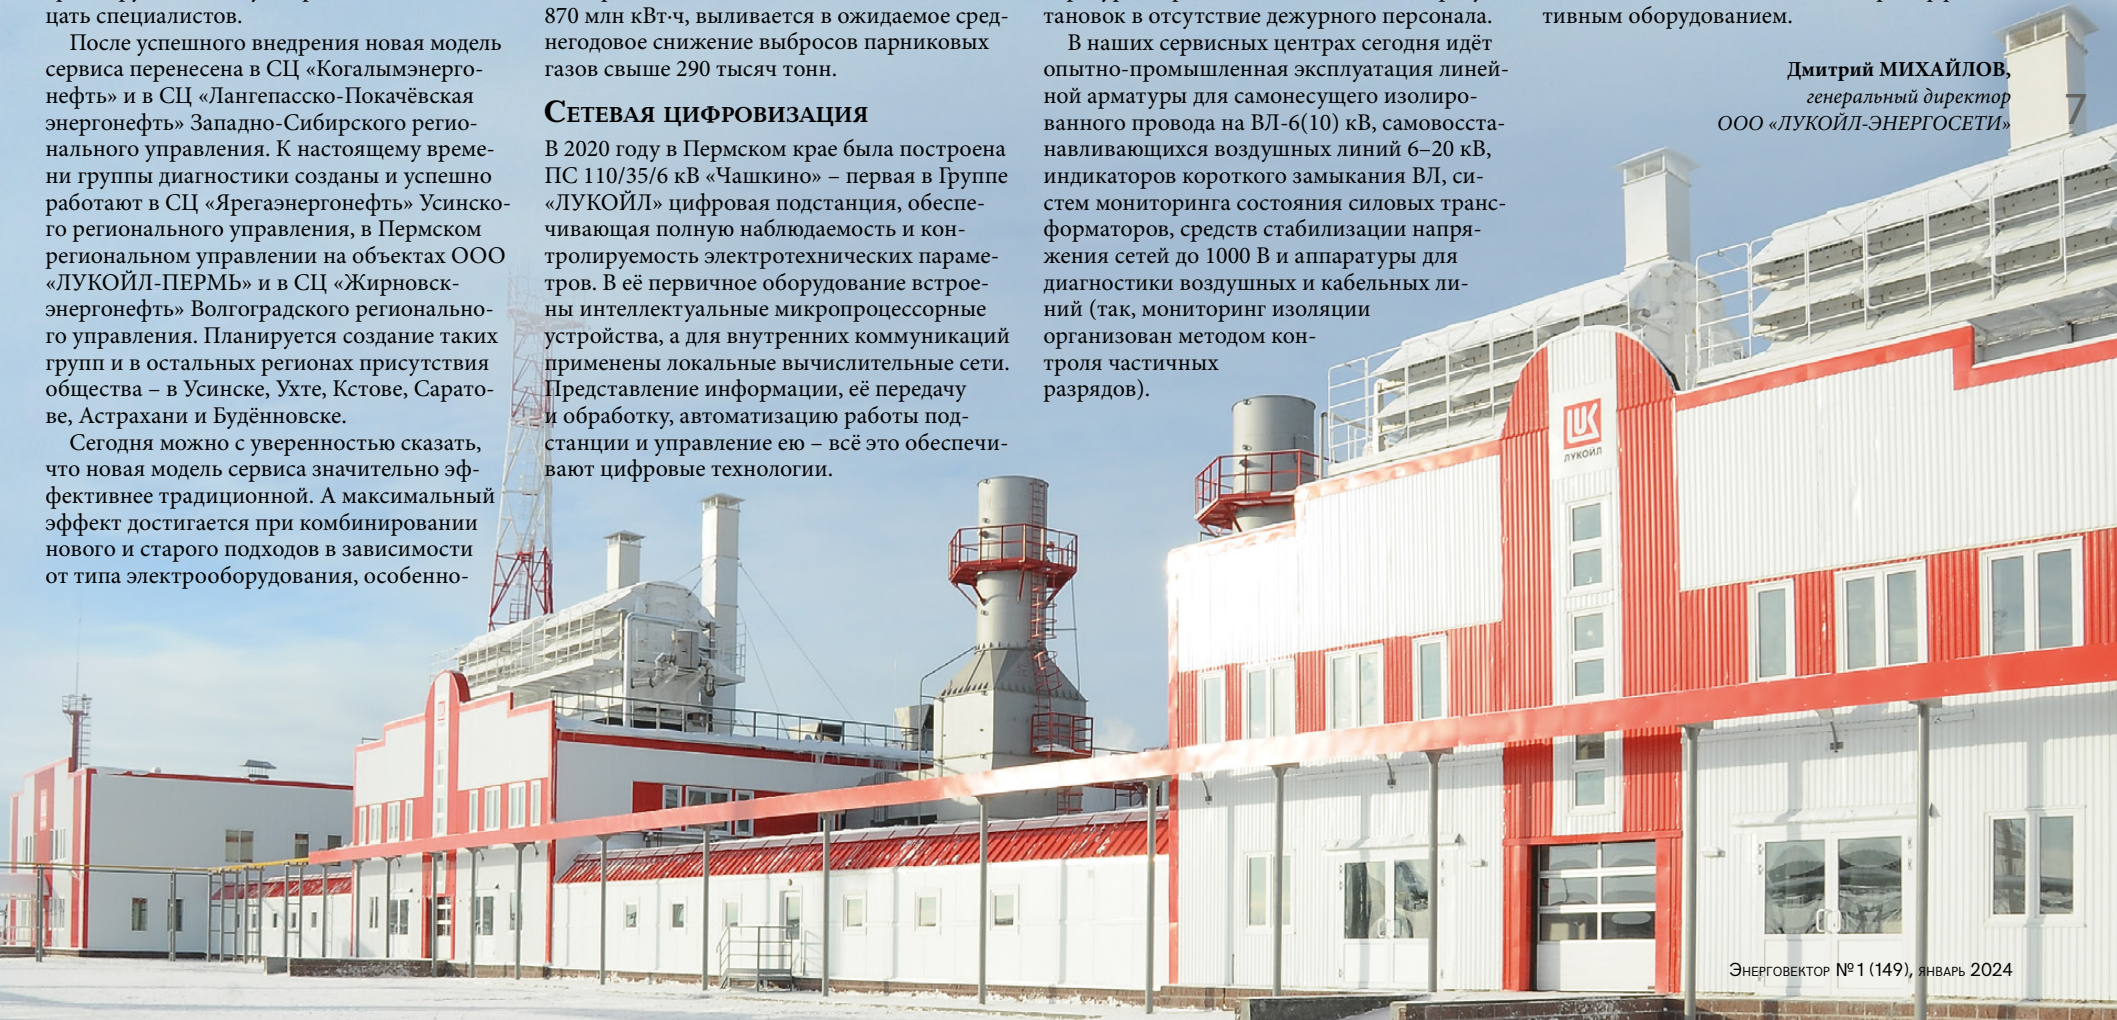 цать специалистов.
После успешного внедрения новая модель
сервиса перенесена в СЦ «Когалымэнерго-
нефть» и в СЦ «Лангепасско-Покачёвская
энергонефть» Западно-Сибирского регио-
нального управления. К настоящему време-
ни группы диагностики созданы и успешно
работают в СЦ «Ярегаэнергонефть» Усинско-
го регионального управления, в Пермском
региональном управлении на объектах ООО
«ЛУКОЙЛ-ПЕРМЬ» и в СЦ «Жирновск-
энергонефть» Волгоградского регионально-
го управления. Планируется создание таких
групп и в остальных регионах присутствия
общества – в Усинске, Ухте, Кстове, Сарато-
ве, Астрахани и Будённовске.
Сегодня можно с уверенностью сказать,
что новая модель сервиса значительно эф-
фективнее традиционной. А максимальный
эффект достигается при комбинировании
нового и старого подходов в зависимости
от типа электрооборудования, особенно-
870 млн кВт·ч, выливается в ожидаемое сред-
негодовое снижение выбросов парниковых
газов свыше 290 тысяч тонн.
Сетевая цифровизация
В 2020 году в Пермском крае была построена
ПС 110/35/6 кВ «Чашкино» – первая в Группе
«ЛУКОЙЛ» цифровая подстанция, обеспе-
чивающая полную наблюдаемость и кон-
тролируемость электротехнических параме-
тров. В её первичное оборудование встрое-
ны интеллектуальные микропроцессорные
устройства, а для внутренних коммуникаций
применены локальные вычислительные сети.
Представление информации, её передачу
и обработку, автоматизацию работы под-
станции и управление ею – всё это обеспечи-
вают цифровые технологии.
тановок в отсутствие дежурного персонала.
В наших сервисных центрах сегодня идёт
опытно-промышленная эксплуатация линей-
ной арматуры для самонесущего изолиро-
ванного провода на ВЛ-6(10) кВ, самовосста-
навливающихся воздушных линий 6–20 кВ,
индикаторов короткого замыкания ВЛ, си-
стем мониторинга состояния силовых транс-
форматоров, средств стабилизации напря-
жения сетей до 1000 В и аппаратуры для
диагностики воздушных и кабельных ли-
ний (так, мониторинг изоляции
организован методом кон-
троля частичных
разрядов).
тивным оборудованием.
Дмитрий МИХАЙЛОВ,
генеральный директор
ООО «ЛУКОЙЛ-ЭНЕРГОСЕТИ»
7
ЛУКОЙЛ
Энерговектор №1 (149), январь 2024